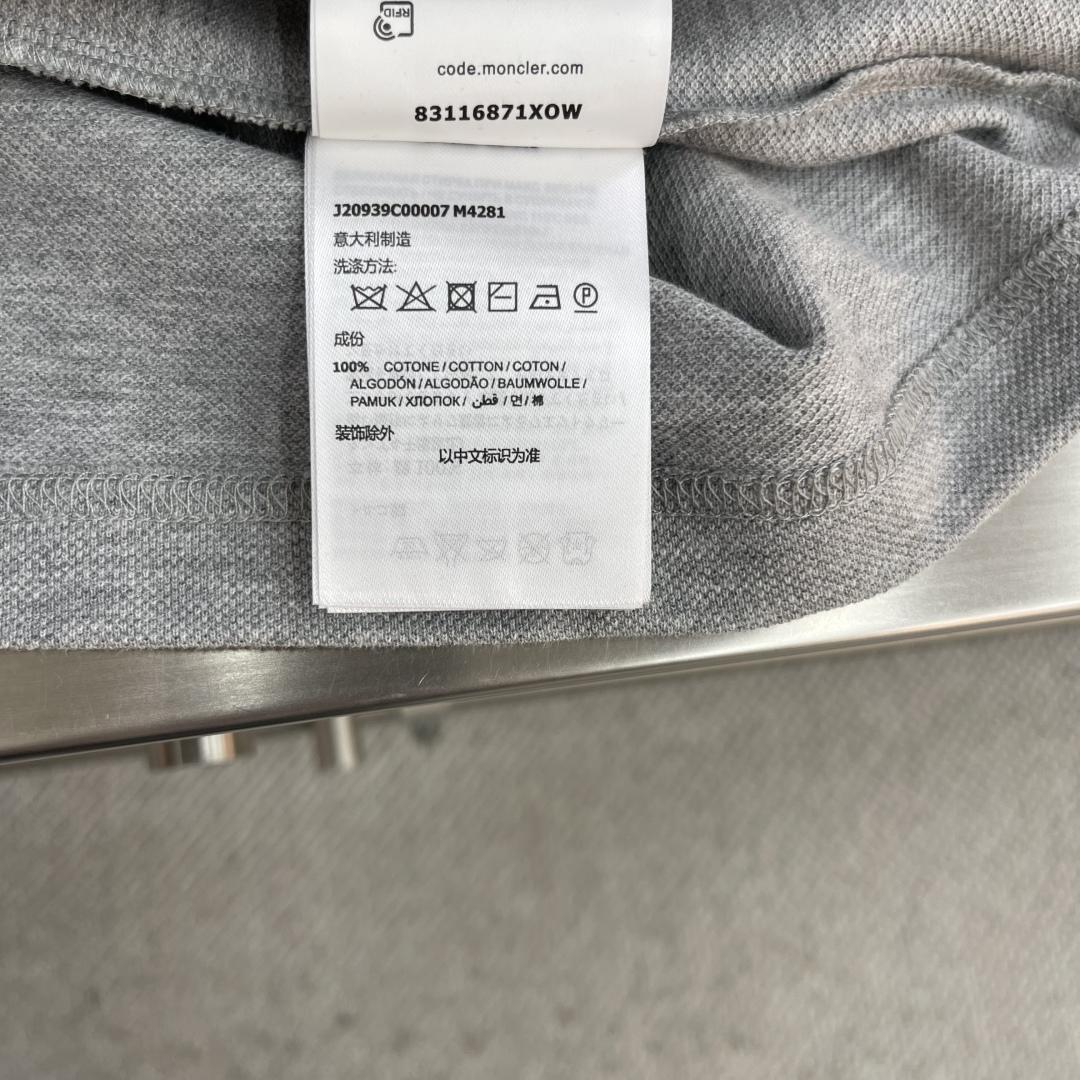 RFID
code.moncler.com
83116871XOW
J20939C00007 M4281
意大利制造
洗涤方法:
P
成份
100% COTONE / COTTON / COTON /
ALGODÓN / ALGODÃO / BAUMWOLLE /
PAMUK / ХЛОПОК / قطن / 면 / 棉
装饰除外
以中文标识为准